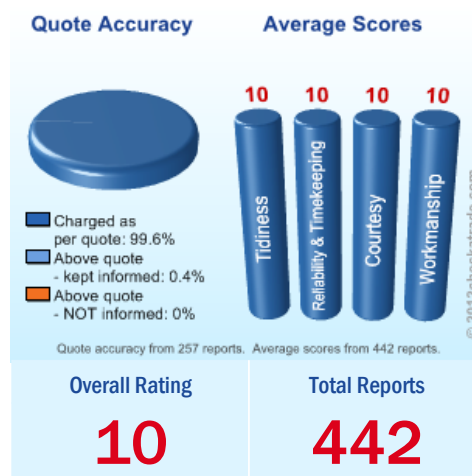 Quote Accuracy
Average Scores
10 10 10 10
Tidiness
Reliability & Timekeeping
Courtesy
Workmanship
Charged as
per quote: 99.6%
Above quote
- kept informed: 0.4%
Above quote
- NOT informed: 0%
Quote accuracy from 257 reports. Average scores from 442 reports.
Overall Rating
Total Reports
10
442